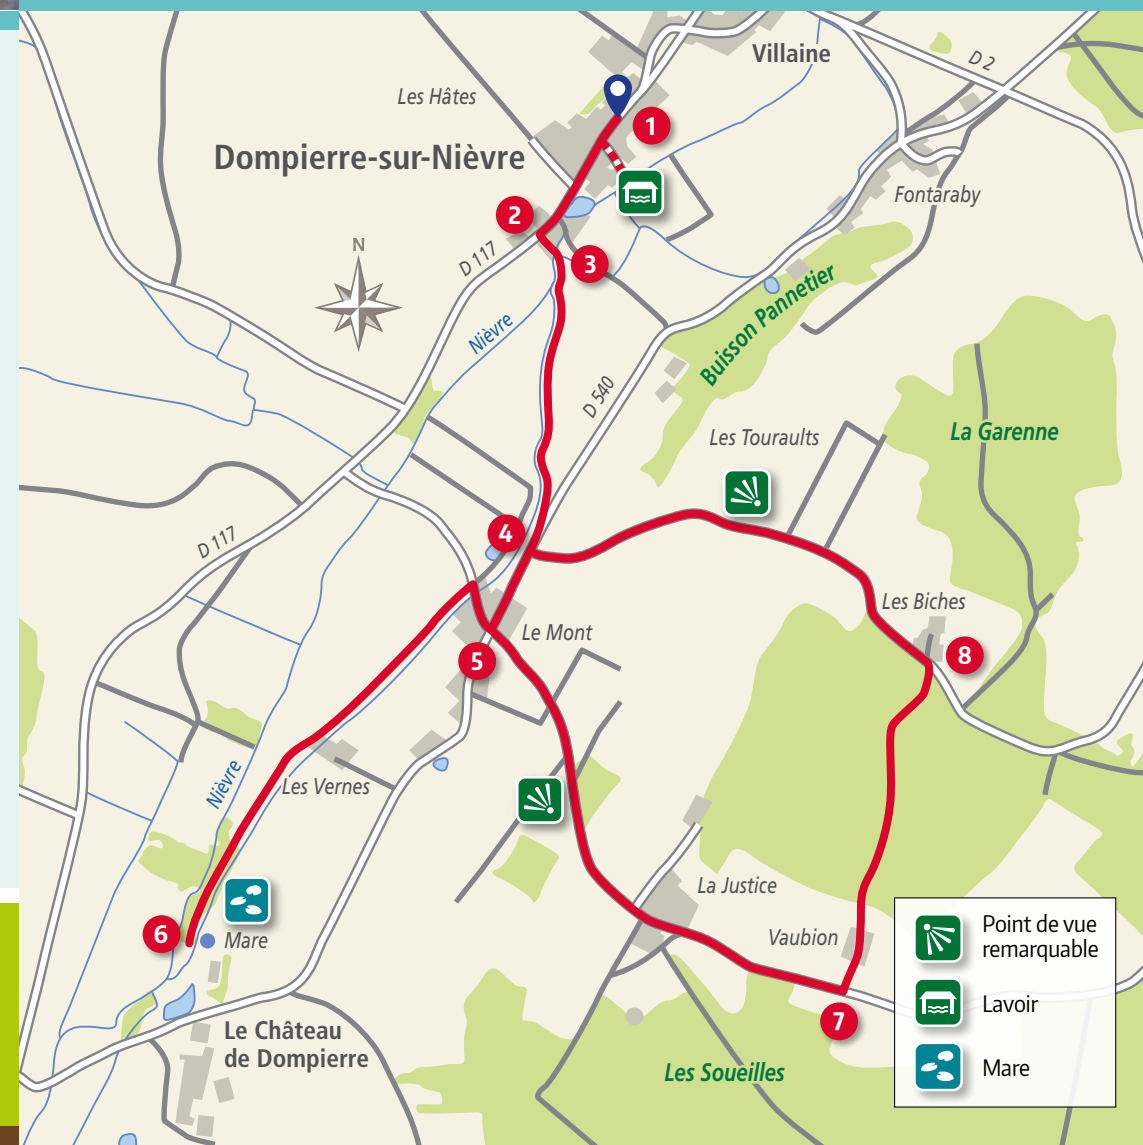 Villaine
D 2
Les Hâtes
1
Dompierre-sur-Nièvre
Fontaraby
2
N
D 117
3
Nièvre
Buisson Pannetier
D 540
Les Touraults
La Garenne
4
D 117
Les Biches
Le Mont
8
5
Nièvre
Les Vernes
La Justice
6
Mare
Vaubion
7
Le Château
de Dompierre
Les Soueilles
Point de vue
remarquable
Lavoir
Mare